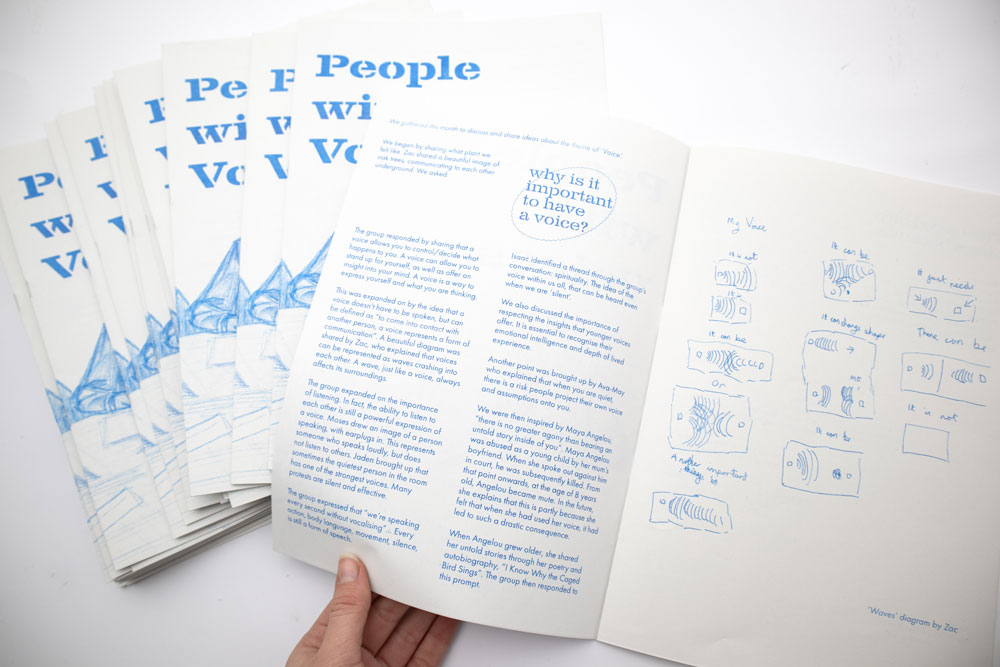 People
wi
Vo
Pe
wi
Vo
P
w
V
P
wi
V
P
w
V
Pe
w
Vo
We gathered this month to discuss and share ideas about the theme of 'Voice'.
We began by sharing what plant we
felt like. Zac shared a beautiful image of
oak trees, communicating to each other
underground. We asked:
why is it
important
to have
a voice?
The group responded by sharing that a
voice allows you to control/decide what
happens to you. A voice can allow you to
stand up for yourself, as well as offer an
insight into your mind. A voice is a way to
express yourself and what you are thinking.
This was expanded on by the idea that a
voice doesn't have to be spoken, but can
be defined as "to come into contact with
another person, a voice represents a form of
communication". A beautiful diagram was
shared by Zac, who explained that voices
can be represented as waves crashing into
each other. A wave, just like a voice, always
affects its surroundings.
The group expanded on the importance
of listening. In fact, the ability to listen to
each other is still a powerful expression of
a voice. Moses drew an image of a person
speaking, with earplugs in. This represents
someone who speaks loudly, but does
not listen to others. Jaden brought up that
sometimes the quietest person in the room
has one of the strongest voices. Many
protests are silent and effective.
The group expressed that "we're speaking
every second without vocalising"... Every
action, body language, movement, silence,
is still a form of speech.
Isaac identified a thread through the group's
conversation: spirituality. The idea of the
voice within us all, that can be heard even
when we are 'silent'.
We also discussed the importance of
respecting the insights that younger voices
offer. It is essential to recognise their
emotional intelligence and depth of lived
experience.
Another point was brought up by Ava-May
who explained that when you are quiet,
there is a risk people project their own voice
and assumptions onto you.
We were then inspired by Maya Angelou,
"there is no greater agony than bearing an
untold story inside of you". Maya Angelou
was abused as a young child by her mum's
boyfriend. When she spoke out against him
in court, he was subsequently killed. From
that point onwards, at the age of 8 years
old, Angelou became mute. In the future,
she explains that this is partly because she
felt that when she had used her voice, it had
led to such a drastic consequence.
When Angelou grew older, she shared
her untold stories through her poetry and
autobiography, "I Know Why the Caged
Bird Sings". The group then responded to
this prompt.
My Voice
It is not
It is
It can be
Or
Another important
thing is
It can be
It can change shapes
It can be
It just needs
There can be
It is not
'Waves' diagram by Zac